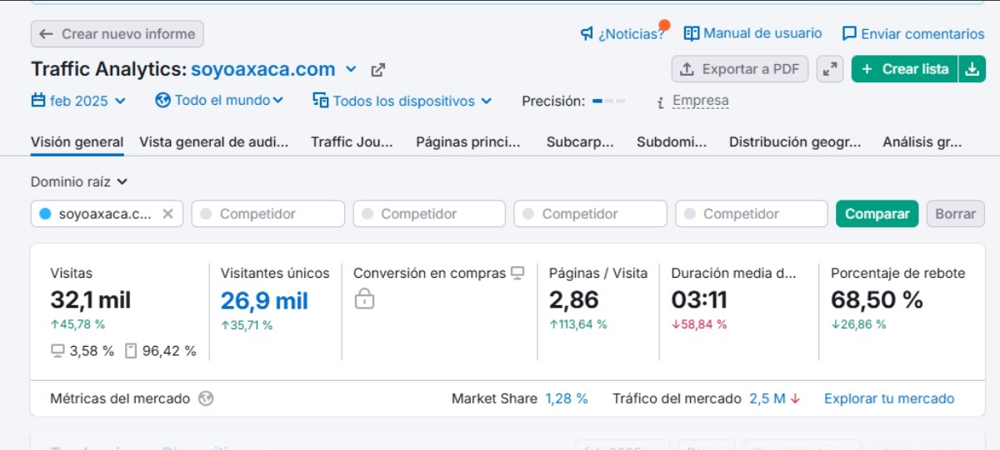 Crear nuevo informe
¿Noticias? Manual de usuario Enviar comentarios
Traffic Analytics: soyoaxaca.com
Exportar a PDF + Crear lista
feb 2025 Todo el mundo Todos los dispositivos Precisión: i Empresa
Visión general Vista general de audi... Traffic Jou... Páginas princi... Subcarp... Subdomi... Distribución geogr... Análisis gr...
Dominio raíz
soyoaxaca.c... Competidor Competidor Competidor Competidor Comparar Borrar
Visitas Visitantes únicos Conversión en compras Páginas / Visita Duración media d... Porcentaje de rebote
32,1 mil 26,9 mil 2,86 03:11 68,50 %
↑45,78 % ↑35,71 % ↑113,64 % ↓58,84 % ↓26,86 %
3,58 % 96,42 %
Métricas del mercado Market Share 1,28 % Tráfico del mercado 2,5 M ↓ Explorar tu mercado